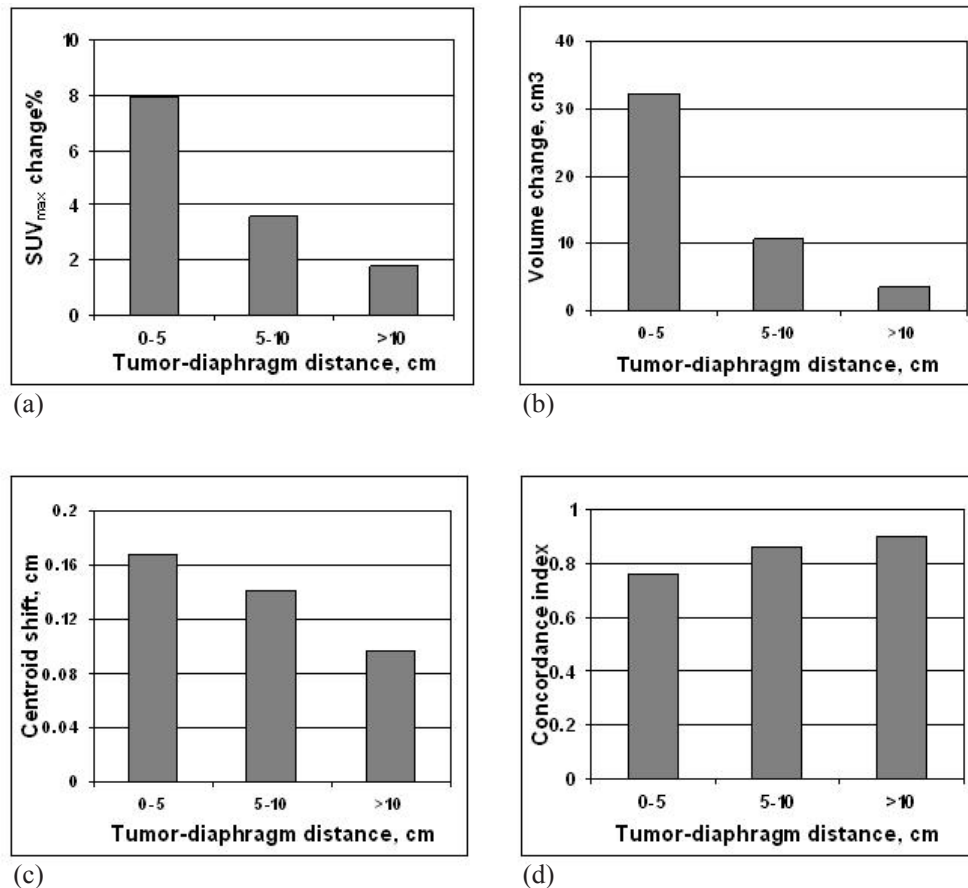 10
8
6
4
2
0
SUVmax change%
0-5 5-10 >10
Tumor-diaphragm distance, cm
(a)
40
30
20
10
0
Volume change, cm3
0-5 5-10 >10
Tumor-diaphragm distance, cm
(b)
0.2
0.16
0.12
0.08
0.04
0
Centroid shift, cm
0-5 5-10 >10
Tumor-diaphragm distance, cm
(c)
1
0.8
0.6
0.4
0.2
0
Concordance index
0-5 5-10 >10
Tumor-diaphragm distance, cm
(d)